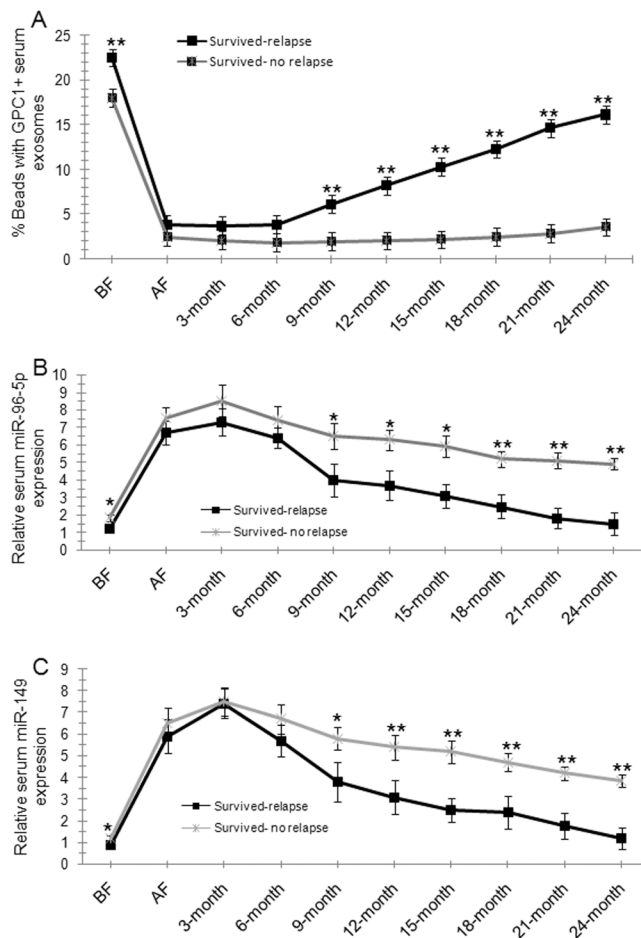 A
% Beads with GPC1+ serum
exosomes
25
20
15
10
5
0
Survived-relapse
Survived- no relapse
**
**
**
**
**
**
**
BF
AF
3-month
6-month
9-month
12-month
15-month
18-month
21-month
24-month
B
Relative serum miR-96-5p
expression
10
9
8
7
6
5
4
3
2
1
0
*
*
*
*
**
**
**
Survived-relapse
Survived- no relapse
BF
AF
3-month
6-month
9-month
12-month
15-month
18-month
21-month
24-month
C
Relative serum miR-149
expression
9
8
7
6
5
4
3
2
1
0
*
*
**
**
**
**
**
Survived-relapse
Survived- no relapse
BF
AF
3-month
6-month
9-month
12-month
15-month
18-month
21-month
24-month